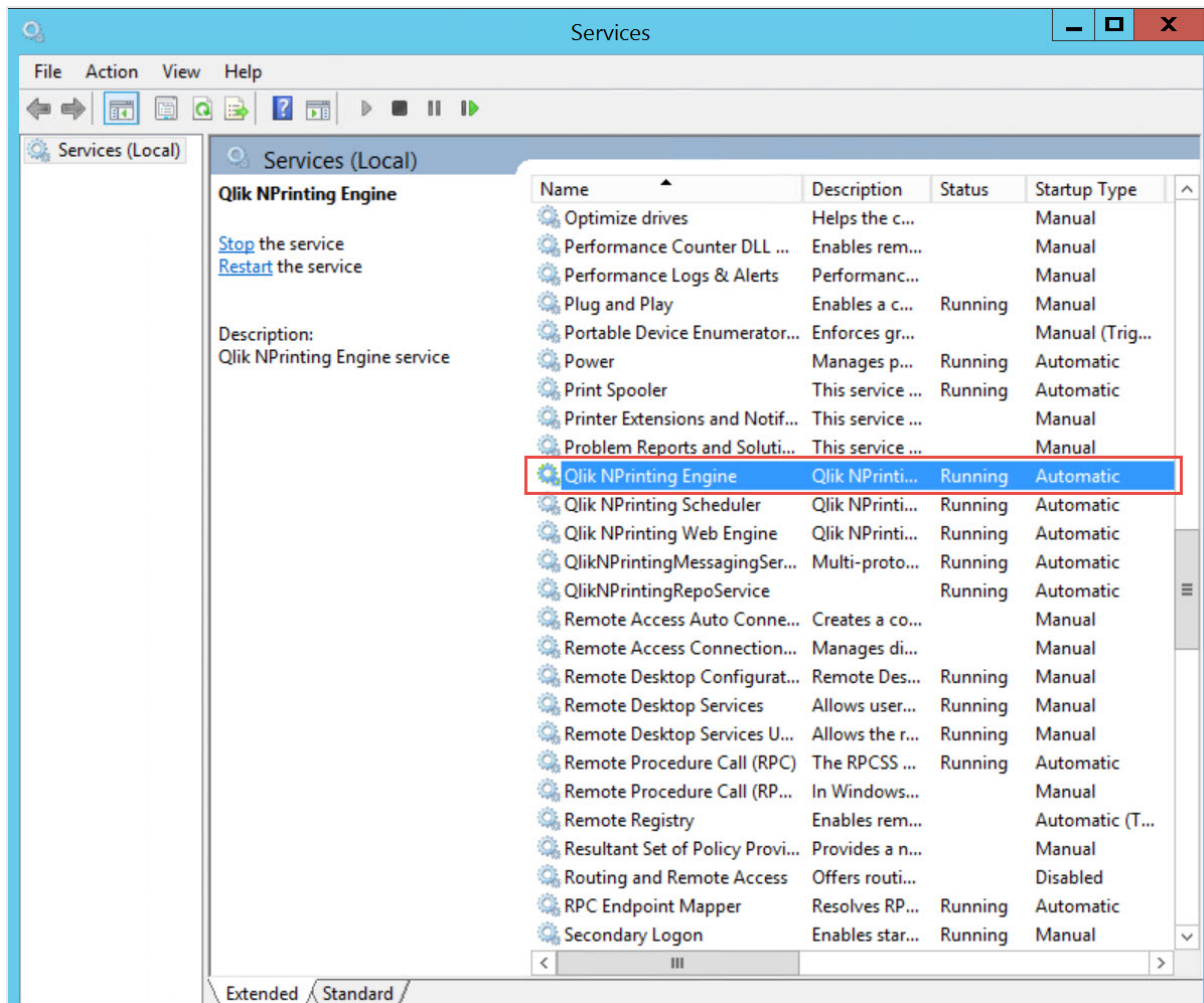 Services
File Action View Help
Services (Local)
Services (Local)
Qlik NPrinting Engine
Stop the service
Restart the service
Description:
Qlik NPrinting Engine service
Name Description Status Startup Type
Optimize drives Helps the c... Manual
Performance Counter DLL ... Enables rem... Manual
Performance Logs & Alerts Performanc... Manual
Plug and Play Enables a c... Running Manual
Portable Device Enumerator... Enforces gr... Manual (Trig...
Power Manages p... Running Automatic
Print Spooler This service ... Running Automatic
Printer Extensions and Notif... This service ... Manual
Problem Reports and Soluti... This service ... Manual
Qlik NPrinting Engine Qlik NPrinti... Running Automatic
Qlik NPrinting Scheduler Qlik NPrinti... Running Automatic
Qlik NPrinting Web Engine Qlik NPrinti... Running Automatic
QlikNPrintingMessagingSer... Multi-proto... Running Automatic
QlikNPrintingRepoService Running Automatic
Remote Access Auto Conne... Creates a co... Manual
Remote Access Connection... Manages di... Manual
Remote Desktop Configurat... Remote Des... Running Manual
Remote Desktop Services Allows user... Running Manual
Remote Desktop Services U... Allows the r... Running Manual
Remote Procedure Call (RPC) The RPCSS ... Running Automatic
Remote Procedure Call (RP... In Windows... Manual
Remote Registry Enables rem... Automatic (T...
Resultant Set of Policy Provi... Provides a n... Manual
Routing and Remote Access Offers routi... Disabled
RPC Endpoint Mapper Resolves RP... Running Automatic
Secondary Logon Enables star... Running Manual
Extended Standard